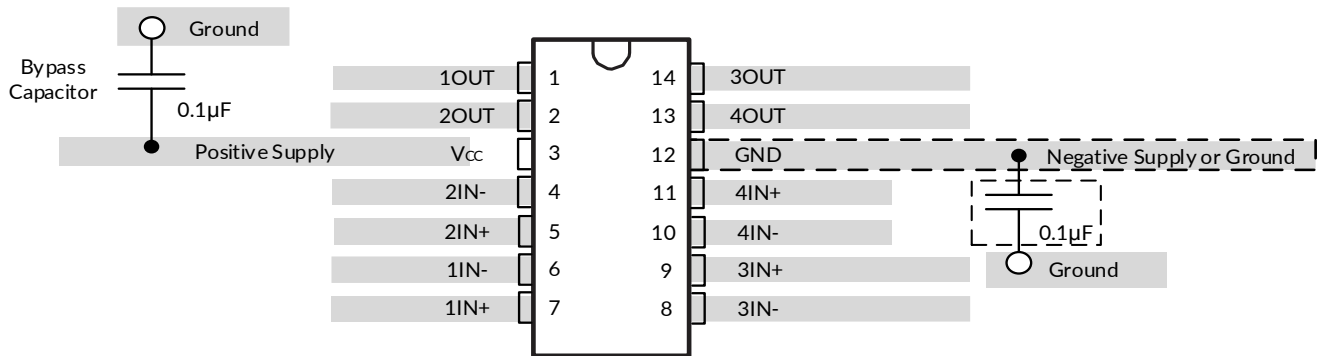 Ground
Bypass
Capacitor
0.1µF
Positive Supply
1OUT 1 14 3OUT
2OUT 2 13 4OUT
VCC 3 12 GND Negative Supply or Ground
2IN- 4 11 4IN+
2IN+ 5 10 4IN- 0.1µF
1IN- 6 9 3IN+ Ground
1IN+ 7 8 3IN-